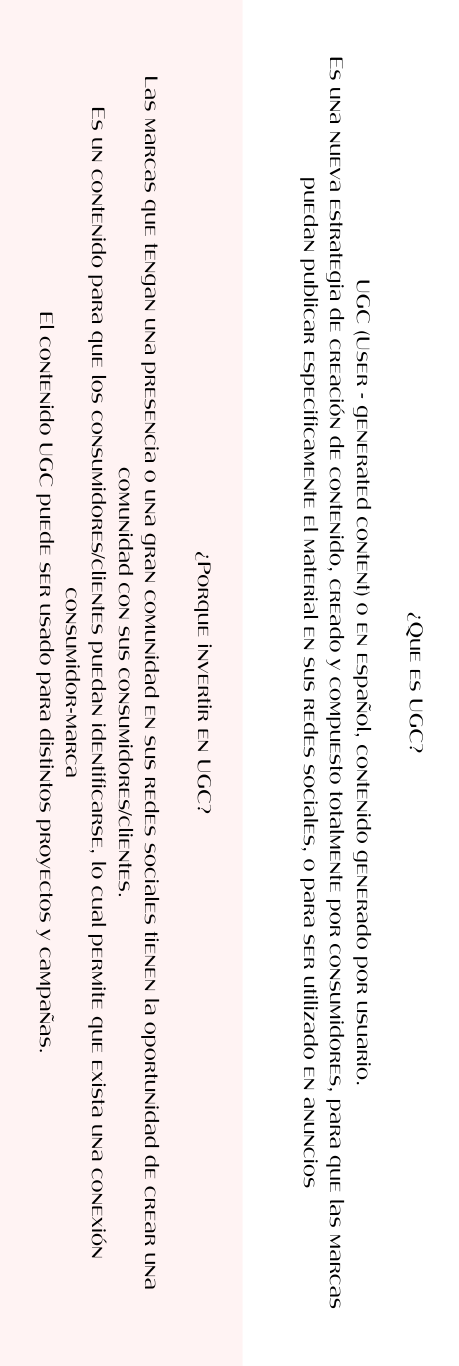 ¿Que es UGC?
UGC (User - generated content) o en Español, contenido generado por usuario.
Es una nueva estrategia de creación de contenido, creado y compuesto totalmente por consumidores, para que las marcas
puedan publicar especificamente el material en sus redes sociales, o para ser utilizado en anuncios
¿Porque invertir en UGC?
Las marcas que tengan una presencia o una gran comunidad en sus redes sociales tienen la oportunidad de crear una
comunidad con sus consumidores/clientes.
Es un contenido para que los consumidores/clientes puedan identificarse, lo cual permite que exista una conexión
consumidor-marca
El contenido UGC puede ser usado para distintos proyectos y campañas.